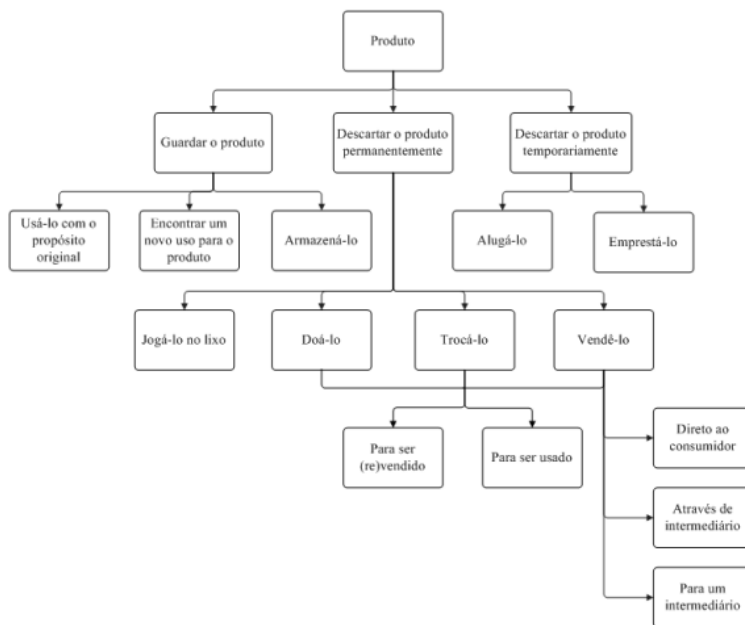 Produto
Guardar o produto
Descartar o produto
permanentemente
Descartar o produto
temporariamente
Usá-lo com o
propósito
original
Encontrar um
novo uso para o
produto
Armazená-lo
Alugá-lo
Emprestá-lo
Jogá-lo no lixo
Doá-lo
Trocá-lo
Vendê-lo
Para ser
(re)vendido
Para ser usado
Direto ao
consumidor
Através de
intermediário
Para um
intermediário